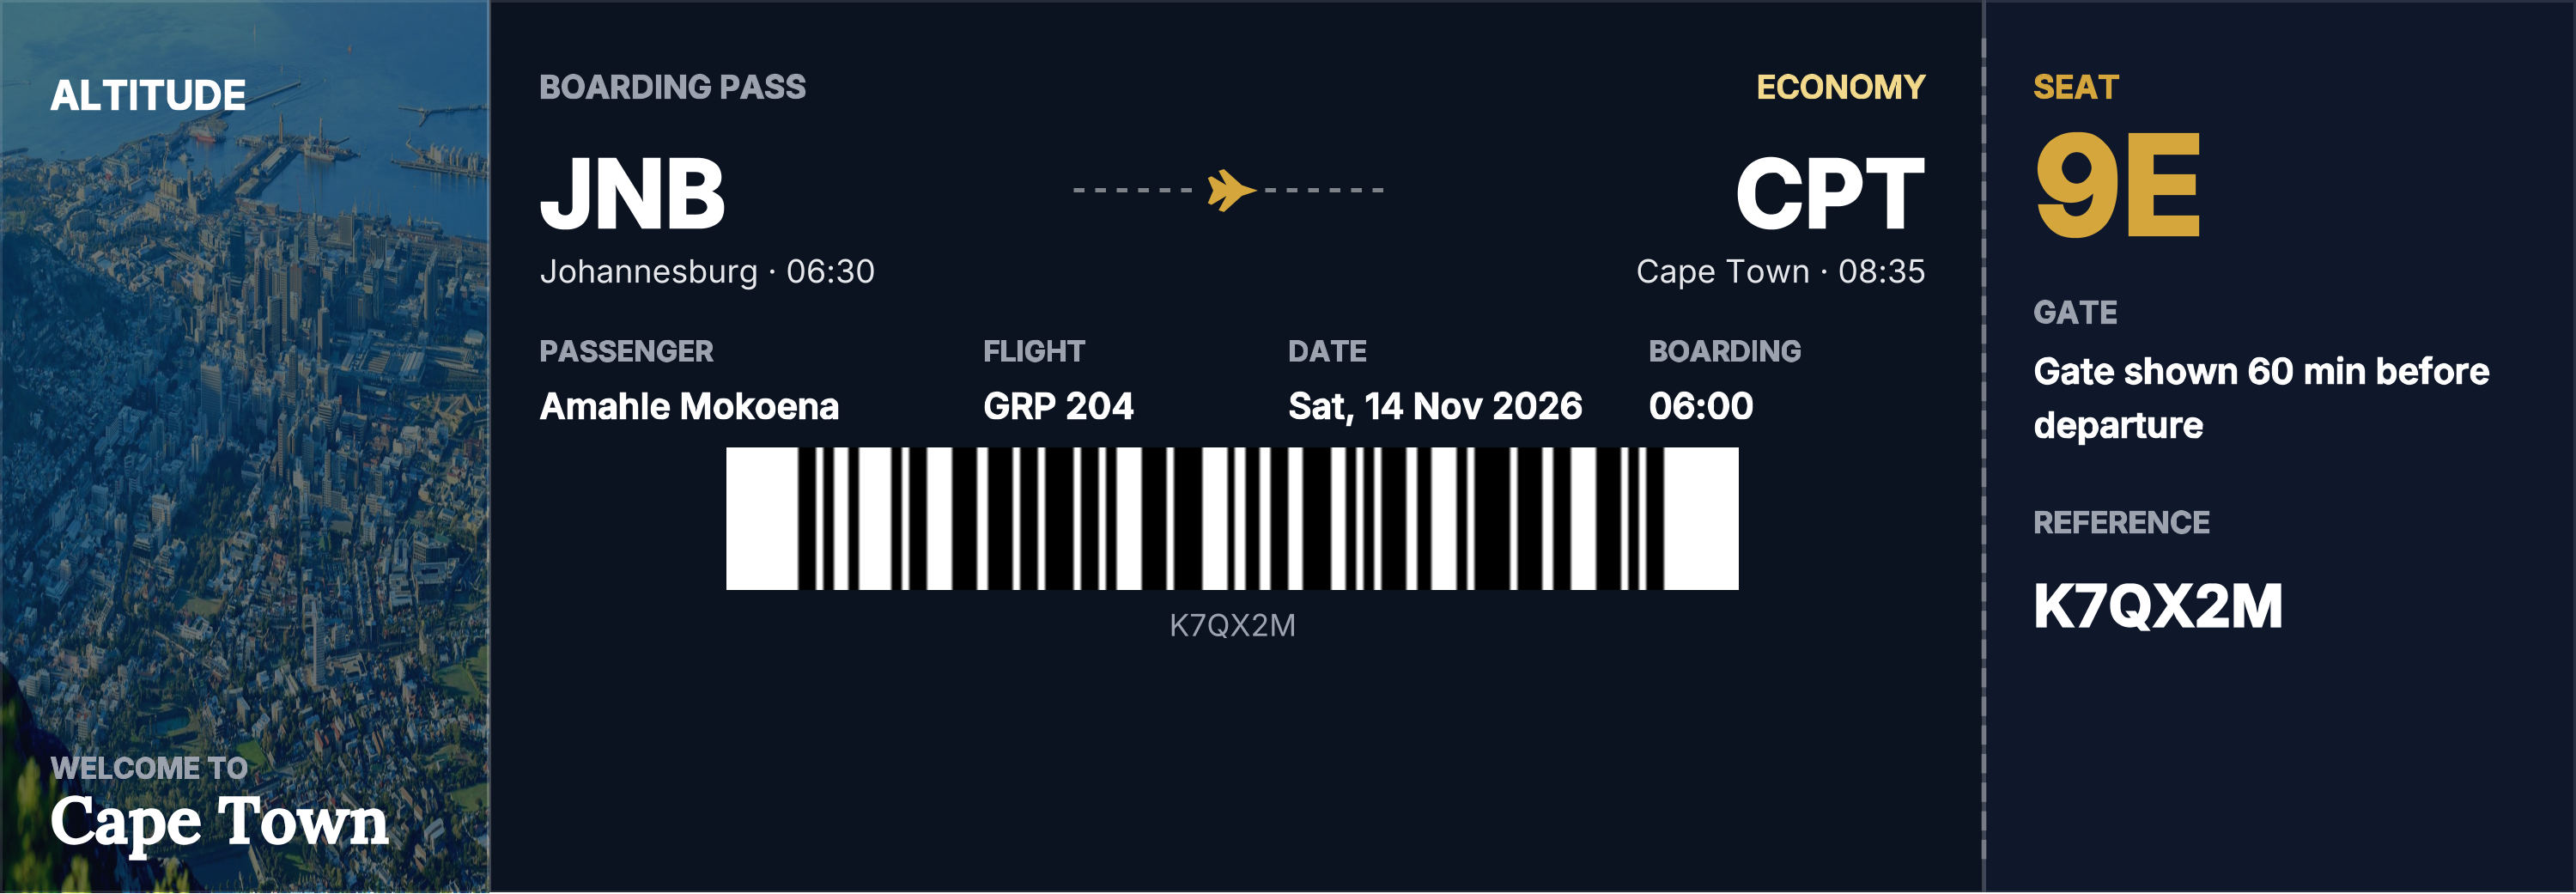 ALTITUDE
WELCOME TO
Cape Town
BOARDING PASS
ECONOMY
JNB
CPT
Johannesburg · 06:30
Cape Town · 08:35
PASSENGER
FLIGHT
DATE
BOARDING
Amahle Mokoena
GRP 204
Sat, 14 Nov 2026
06:00
K7QX2M
SEAT
9E
GATE
Gate shown 60 min before
departure
REFERENCE
K7QX2M